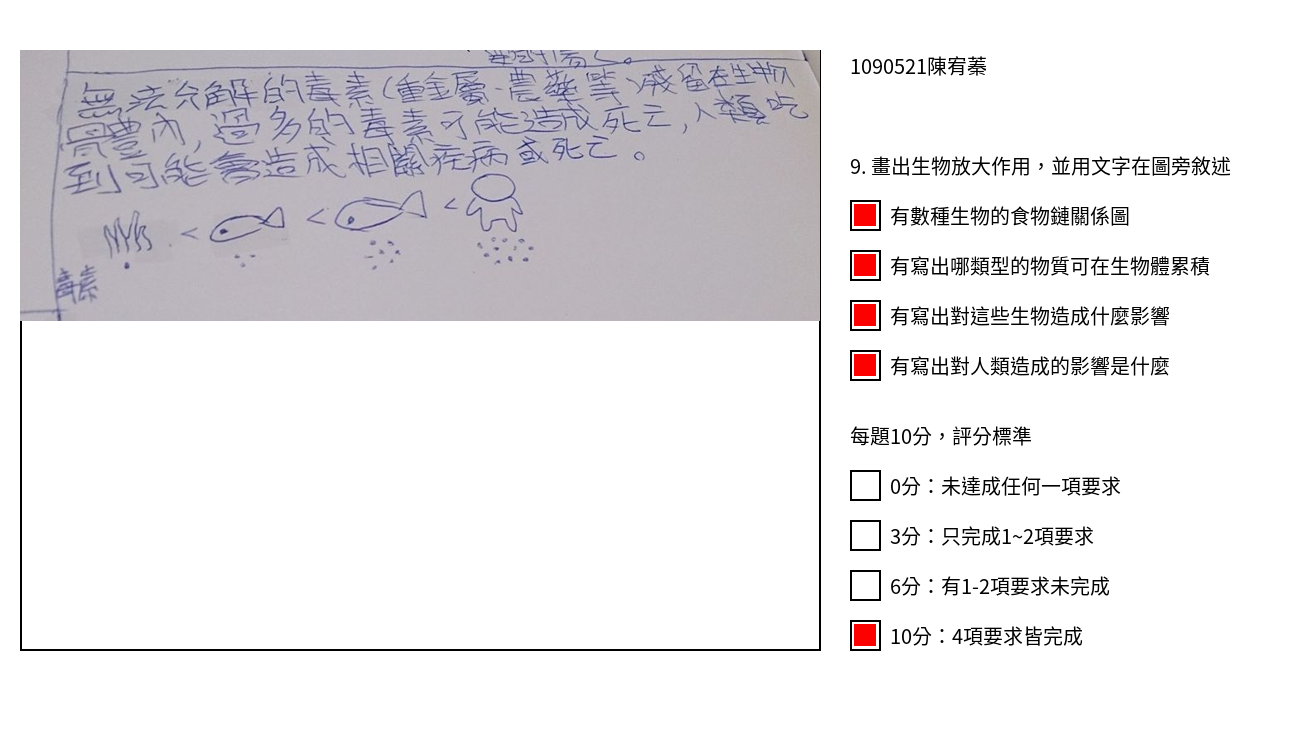 無法分解的毒素(重金屬、農藥等)殘留在生物
體內,過多的毒素可能造成死亡,人類吃
到可能會造成相關疾病或死亡。
< < <
毒素
1090521陳宥蓁
9. 畫出生物放大作用,並用文字在圖旁敘述
有數種生物的食物鏈關係圖
有寫出哪類型的物質可在生物體累積
有寫出對這些生物造成什麼影響
有寫出對人類造成的影響是什麼
每題10分,評分標準
0分:未達成任何一項要求
3分:只完成1~2項要求
6分:有1-2項要求未完成
10分:4項要求皆完成